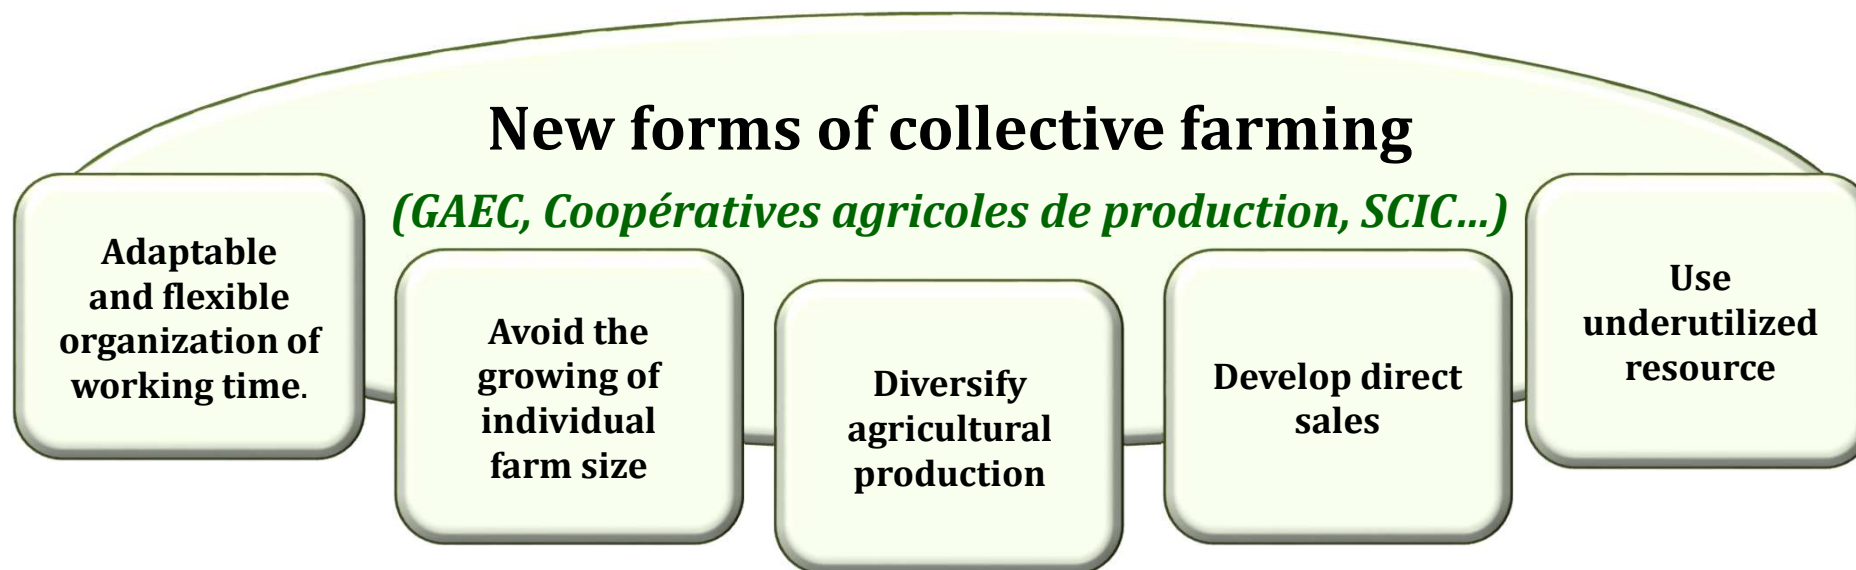 New forms of collective farming
(GAEC, Coopératives agricoles de production, SCIC...)
Adaptable
and flexible
organization of
working time.
Avoid the
growing of
individual
farm size
Diversify
agricultural
production
Develop direct
sales
Use
underutilized
resource